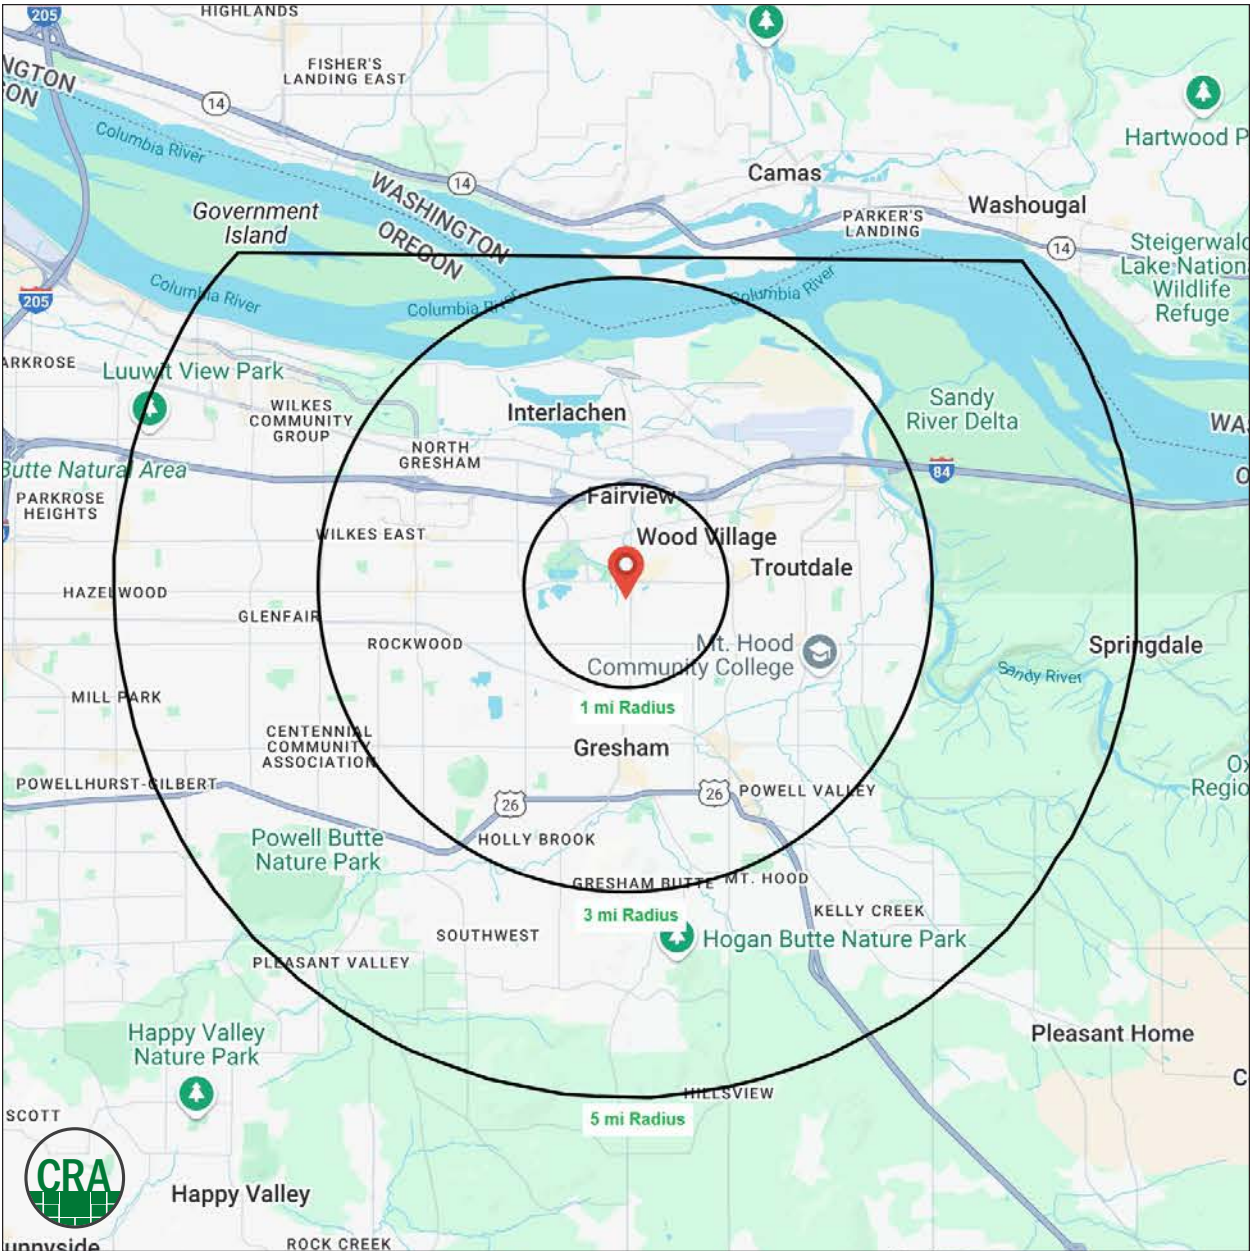 205
HIGHLANDS
FISHER'S
LANDING EAST
NGTON
ON
14
Columbia River
Hartwood P
Camas
14
WASHINGTON
OREGON
Washougal
Government
Island
PARKER'S
LANDING
14
Steigerwald
Lake Nationa
Wildlife
Refuge
205
Columbia River
Columbia River
Columbia River
ARKROSE
Luuwit View Park
WILKES
COMMUNITY
GROUP
Interlachen
Sandy
River Delta
WAS
O
NORTH
GRESHAM
Butte Natural Area
84
PARKROSE
HEIGHTS
Fairview
WILKES EAST
Wood Village
Troutdale
HAZELWOOD
GLENFAIR
ROCKWOOD
Mt. Hood
Community College
Springdale
Sandy River
MILL PARK
1 mi Radius
CENTENNIAL
COMMUNITY
ASSOCIATION
Gresham
Ox
Regio
POWELLHURST-GILBERT
26
26
POWELL VALLEY
Powell Butte
Nature Park
HOLLY BROOK
GRESHAM BUTTE
MT. HOOD
3 mi Radius
KELLY CREEK
SOUTHWEST
Hogan Butte Nature Park
PLEASANT VALLEY
Happy Valley
Nature Park
Pleasant Home
C
HILLSVIEW
SCOTT
5 mi Radius
CRA
Happy Valley
unnyside
ROCK CREEK